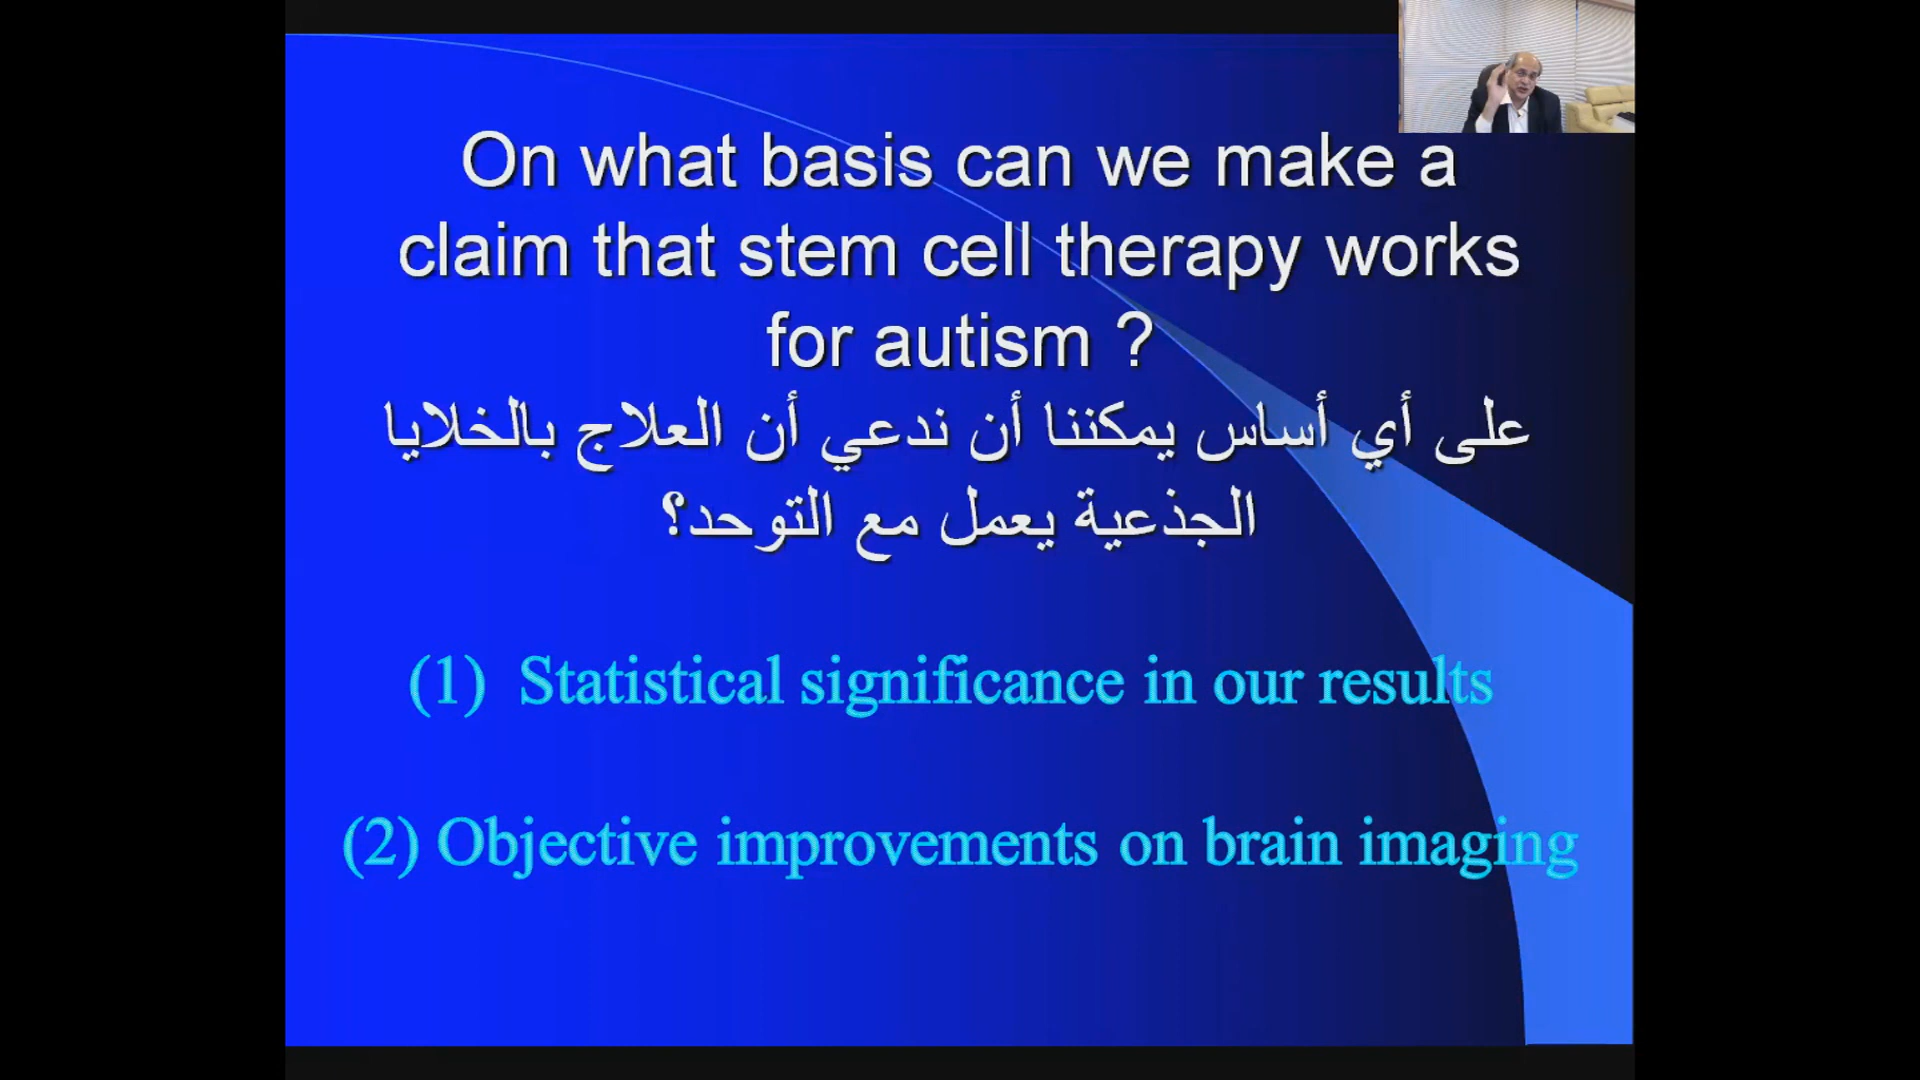 On what basis can we make a
claim that stem cell therapy works
for autism ?
على أي أساس يمكننا أن ندعي أن العلاج بالخلايا
الجذعية يعمل مع التوحد؟
(1) Statistical significance in our results
(2) Objective improvements on brain imaging